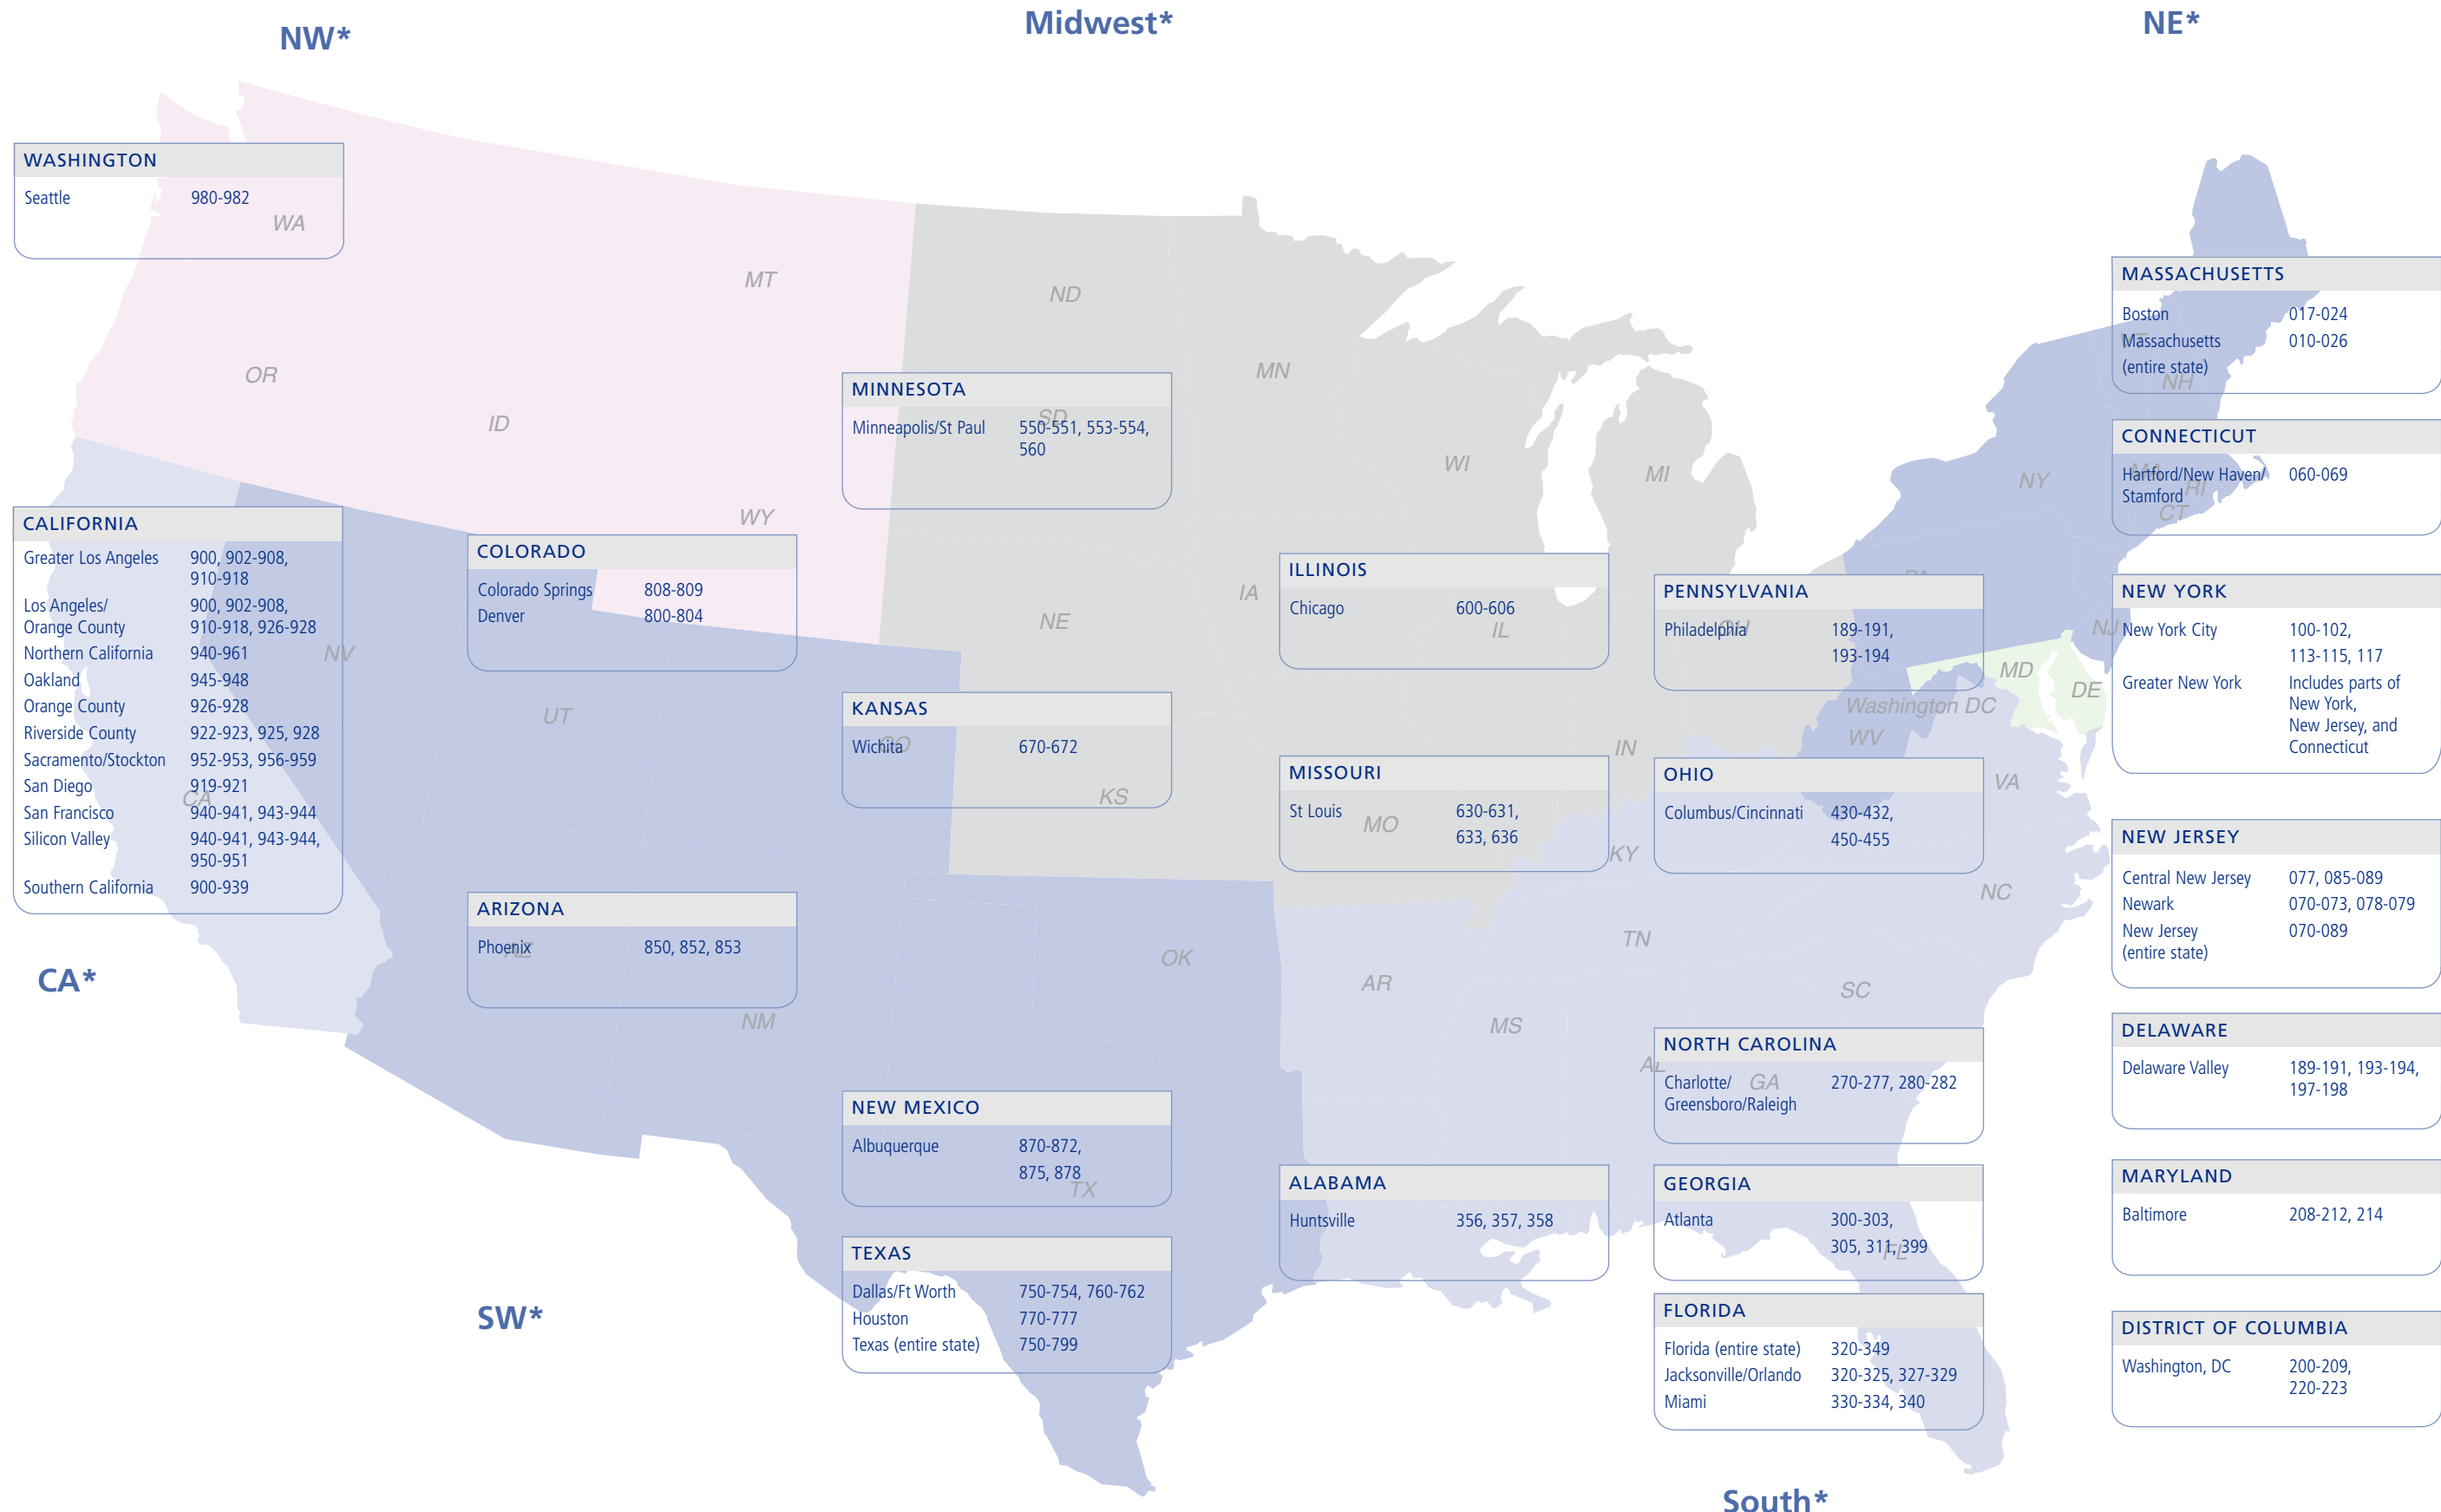 NW*
Midwest*
NE*
WASHINGTON
Seattle 980-982
WA
MT
ND
MN
OR
ID
SD
WI
MI
NY
WY
MASSACHUSETTS
Boston 017-024
Massachusetts 010-026
(entire state)
VT
NH
MINNESOTA
Minneapolis/St Paul 550-551, 553-554,
560
CONNECTICUT
Hartford/New Haven/ 060-069
Stamford
MA
RI
CT
CALIFORNIA
Greater Los Angeles 900, 902-908,
910-918
Los Angeles/ 900, 902-908,
Orange County 910-918, 926-928
Northern California 940-961
Oakland 945-948
Orange County 926-928
Riverside County 922-923, 925, 928
Sacramento/Stockton 952-953, 956-959
San Diego 919-921
San Francisco 940-941, 943-944
Silicon Valley 940-941, 943-944,
950-951
Southern California 900-939
NV
CA
COLORADO
Colorado Springs 808-809
Denver 800-804
UT
NE
IA
ILLINOIS
Chicago 600-606
IL
PENNSYLVANIA
Philadelphia 189-191,
193-194
PA
OH
NJ
MD
DE
Washington DC
WV
VA
NEW YORK
New York City 100-102,
113-115, 117
Greater New York Includes parts of
New York,
New Jersey, and
Connecticut
KANSAS
Wichita 670-672
CO
KS
IN
MISSOURI
St Louis 630-631,
633, 636
MO
KY
OHIO
Columbus/Cincinnati 430-432,
450-455
NEW JERSEY
Central New Jersey 077, 085-089
Newark 070-073, 078-079
New Jersey 070-089
(entire state)
NC
CA*
ARIZONA
Phoenix 850, 852, 853
AZ
NM
OK
AR
TN
SC
MS
AL
GA
NORTH CAROLINA
Charlotte/ 270-277, 280-282
Greensboro/Raleigh
DELAWARE
Delaware Valley 189-191, 193-194,
197-198
NEW MEXICO
Albuquerque 870-872,
875, 878
TX
ALABAMA
Huntsville 356, 357, 358
GEORGIA
Atlanta 300-303,
305, 311, 399
FL
MARYLAND
Baltimore 208-212, 214
SW*
TEXAS
Dallas/Ft Worth 750-754, 760-762
Houston 770-777
Texas (entire state) 750-799
FLORIDA
Florida (entire state) 320-349
Jacksonville/Orlando 320-325, 327-329
Miami 330-334, 340
DISTRICT OF COLUMBIA
Washington, DC 200-209,
220-223
South*